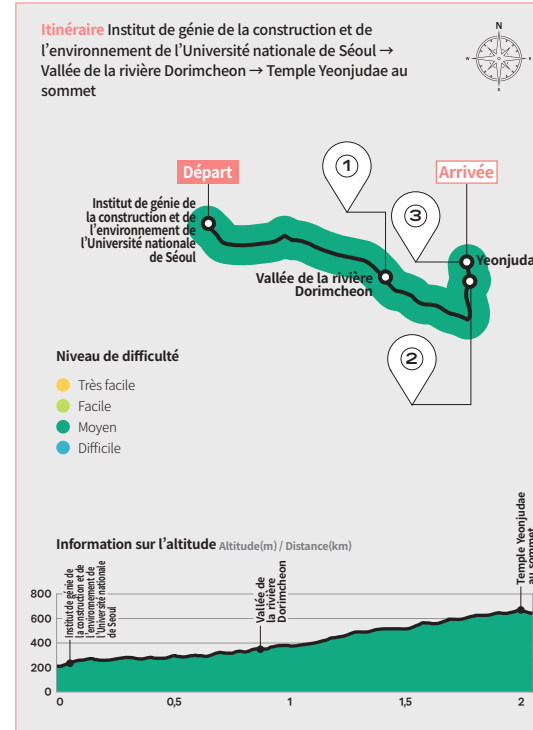 Itinéraire Institut de génie de la construction et de
l’environnement de l’Université nationale de Séoul →
Vallée de la rivière Dorimcheon → Temple Yeonjudae au
sommet
N
W
E
S
Départ
Arrivée
1
3
2
Institut de génie de
la construction et de
l’environnement de
l’Université nationale
de Séoul
Vallée de la rivière
Dorimcheon
Yeonjuda
Niveau de difficulté
Très facile
Facile
Moyen
Difficile
Information sur l’altitude Altitude(m) / Distance(km)
Institut de génie de
la construction et de
l’environnement de
l’Université nationale
de Séoul
Vallée de
la rivière
Dorimcheon
Temple Yeonjudae
au sommet
800
600
400
200
0
0 0,5 1 1,5 2